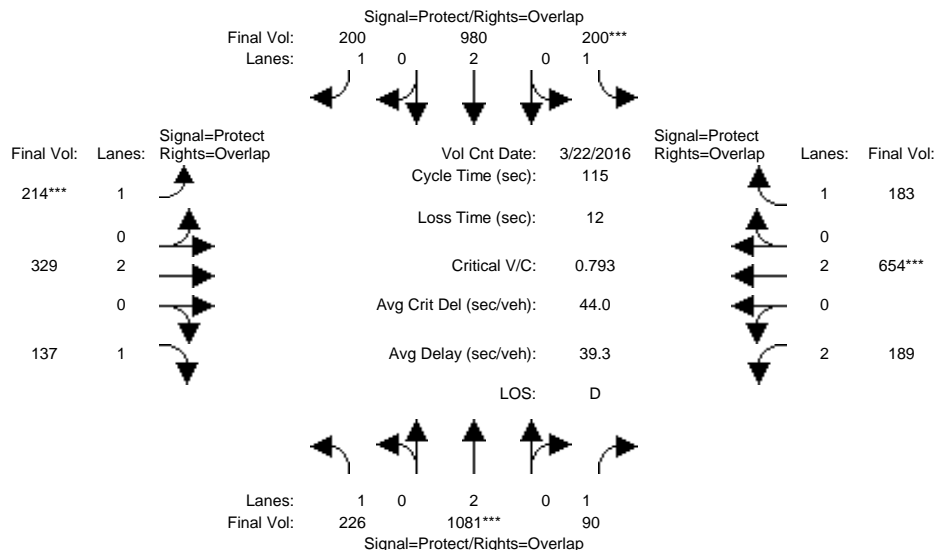 Signal=Protect/Rights=Overlap
Final Vol: 200 980 200***
Lanes: 1 0 2 0 1
Signal=Protect Signal=Protect
Final Vol: Lanes: Rights=Overlap Vol Cnt Date: 3/22/2016 Rights=Overlap Lanes: Final Vol:
Cycle Time (sec): 115
214*** 1 1 183
Loss Time (sec): 12
0 0
329 2 Critical V/C: 0.793 2 654***
0 Avg Crit Del (sec/veh): 44.0 0
137 1 Avg Delay (sec/veh): 39.3 2 189
LOS: D
Lanes: 1 0 2 0 1
Final Vol: 226 1081*** 90
Signal=Protect/Rights=Overlap